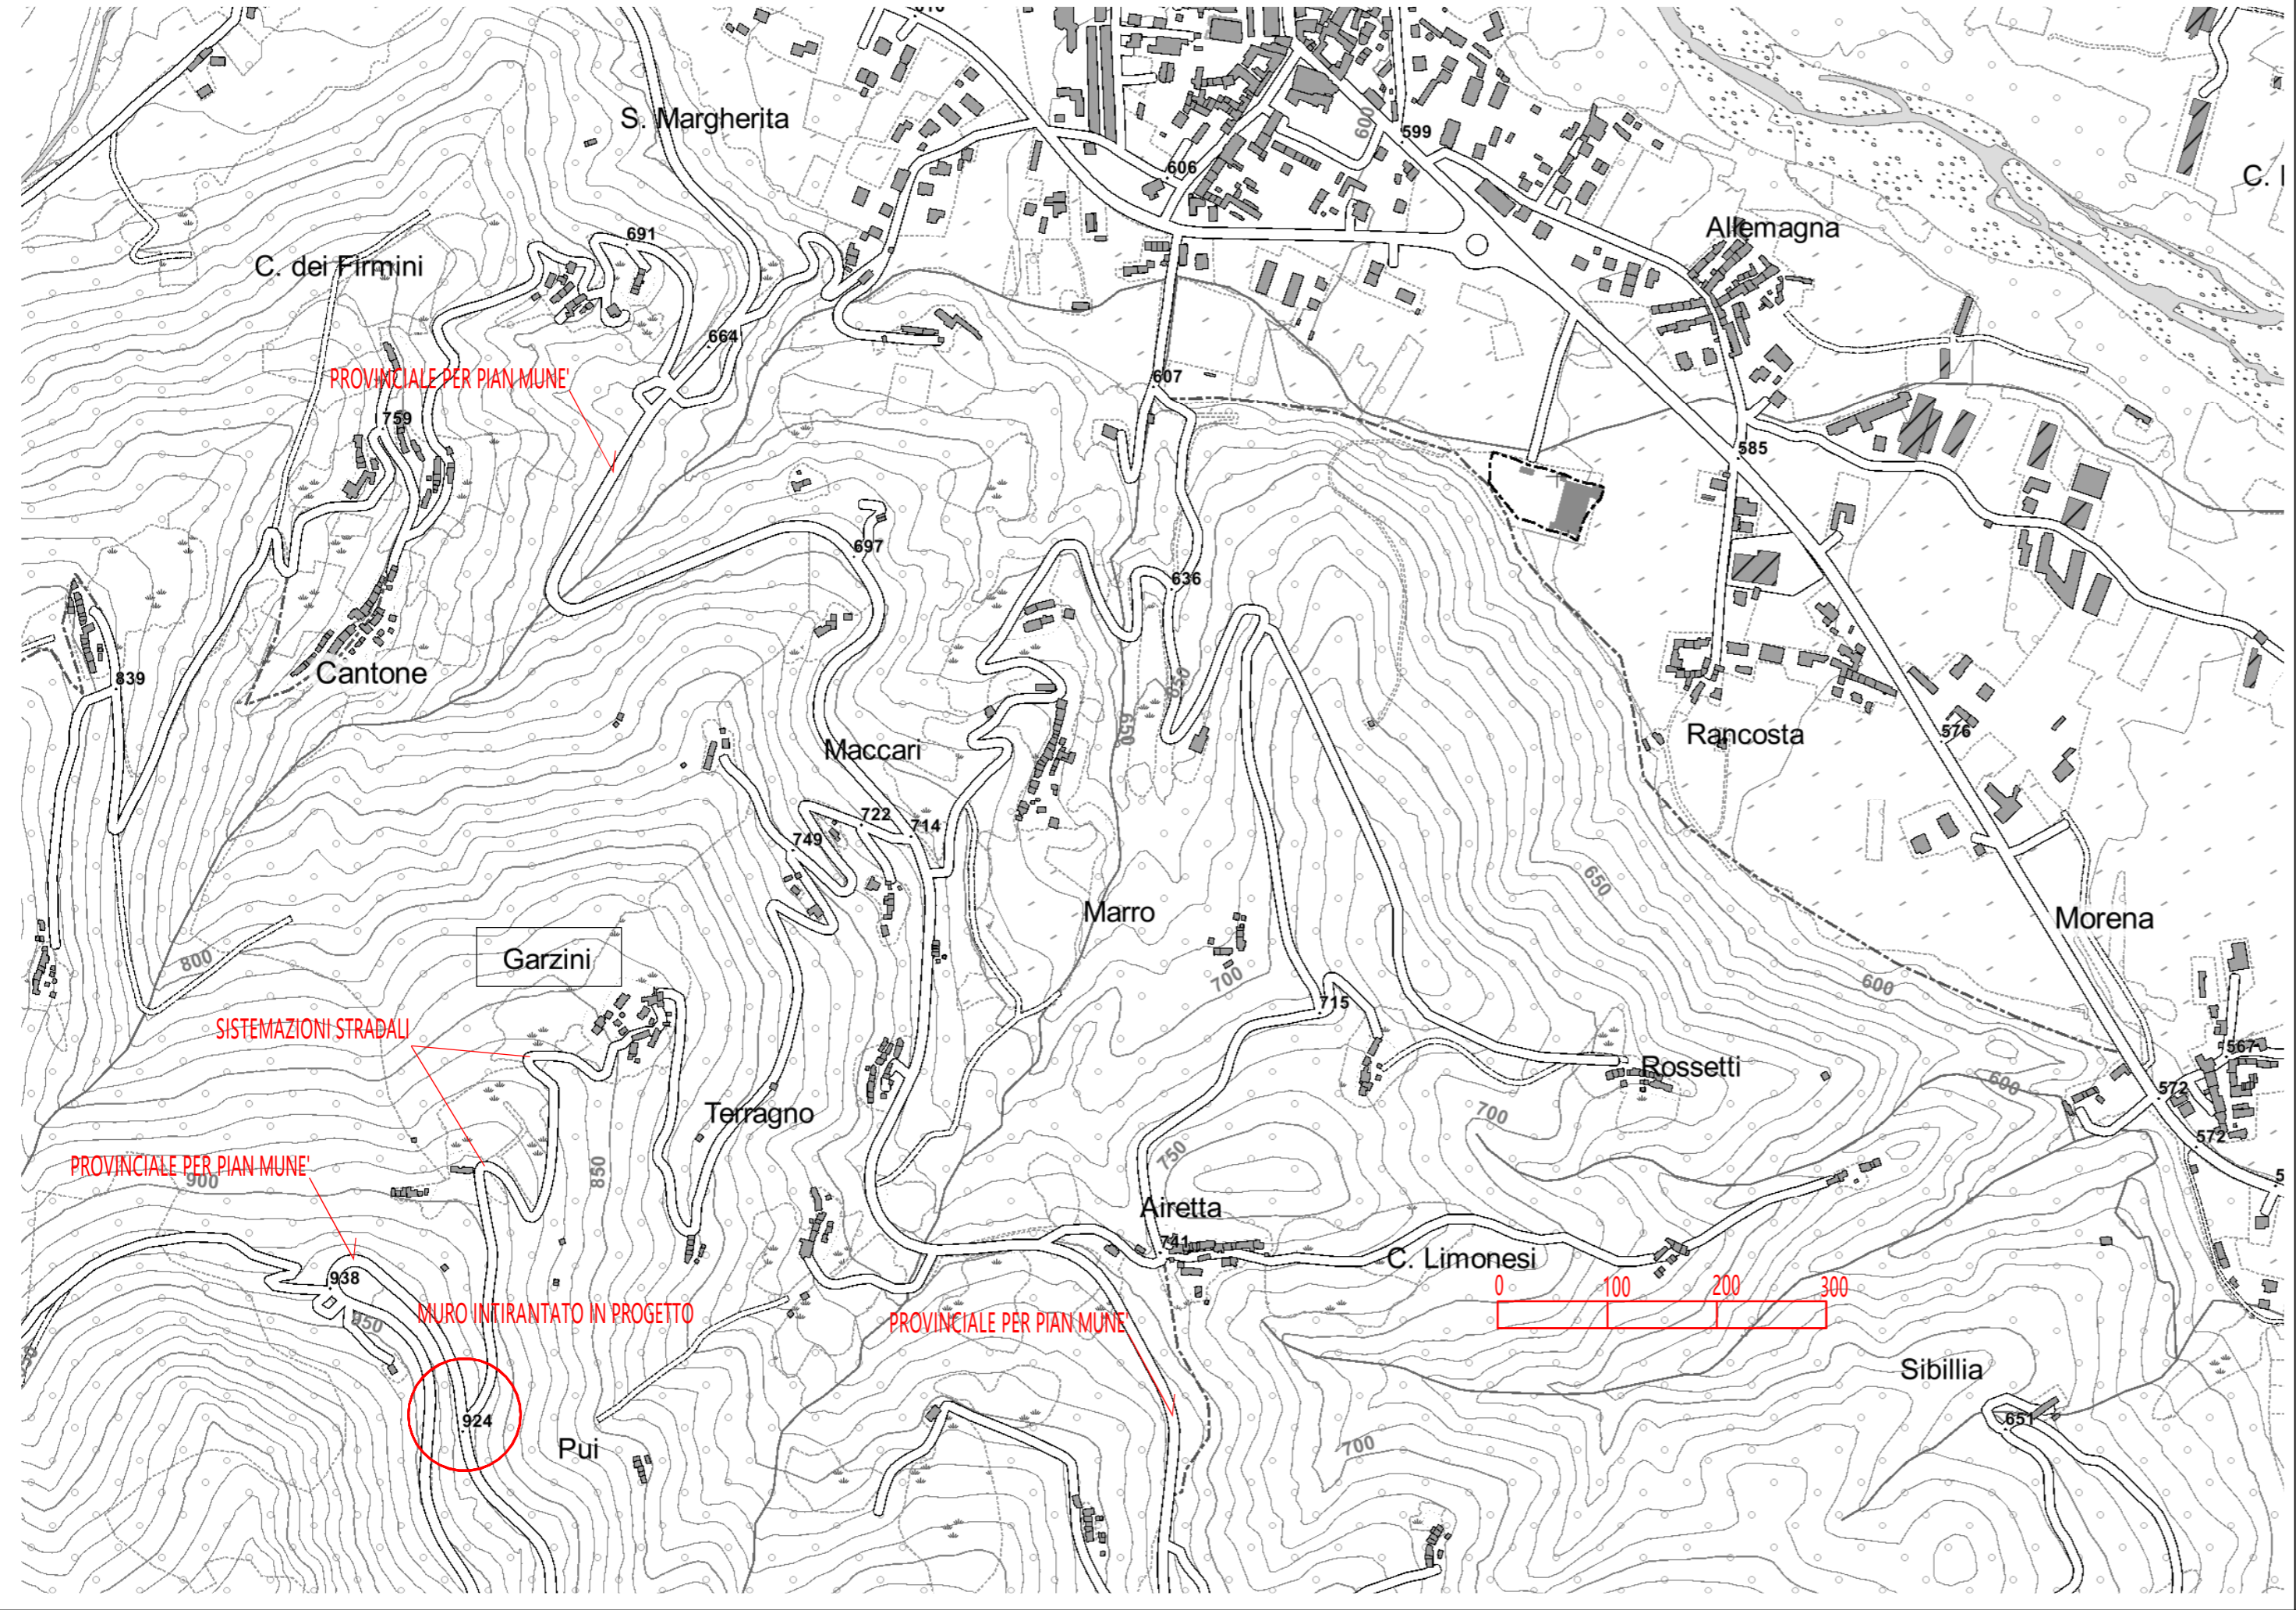 S. Margherita
599
606
C.
Allemagna
691
C. dei Firmini
664
PROVINCIALE PER PIAN MUNE'
607
759
585
600
697
636
Cantone
839
650
650
Rancosta
576
Maccari
722
714
749
650
Marro
Morena
Garzini
800
700
600
715
SISTEMAZIONI STRADALI
567
Rossetti
600
572
Terragno
700
572
750
850
PROVINCIALE PER PIAN MUNE'
900
Airetta
741
C. Limonesi
938
0 100 200 300
950
MURO INTIRANTATO IN PROGETTO
PROVINCIALE PER PIAN MUNE'
Sibillia
924
651
Pui
700